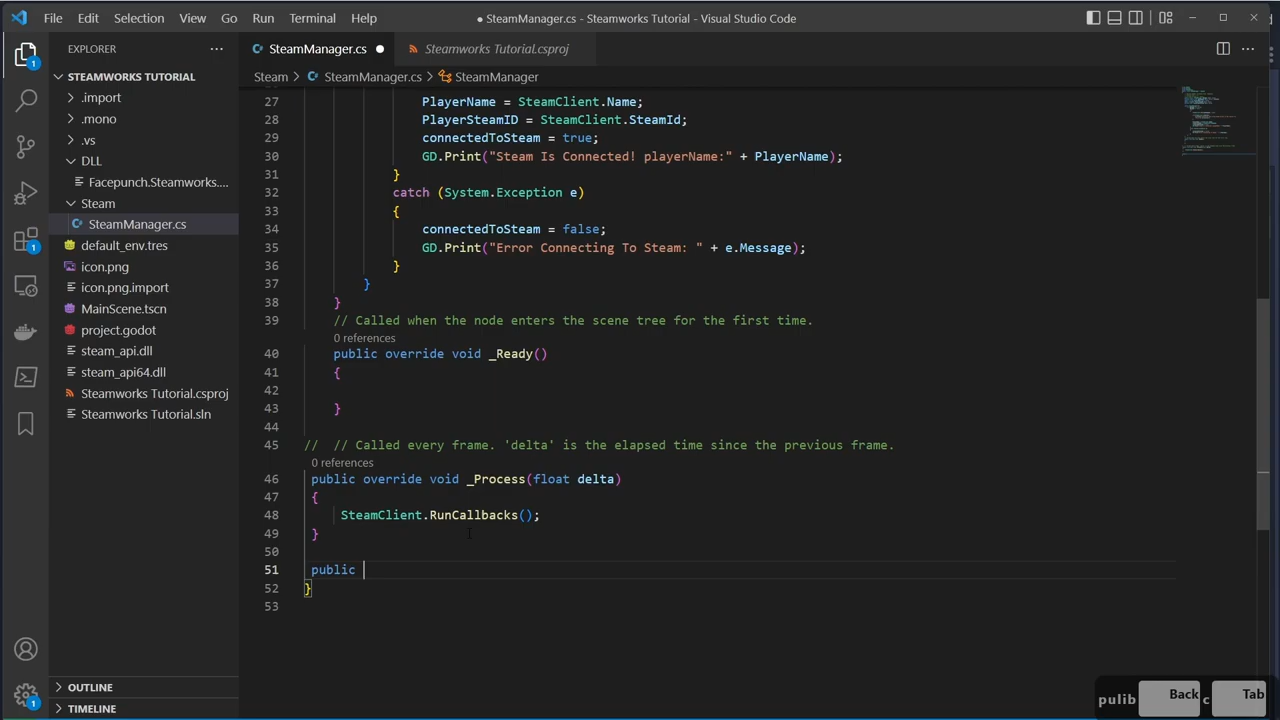 File Edit Selection View Go Run Terminal Help
● SteamManager.cs - Steamworks Tutorial - Visual Studio Code
EXPLORER
STEAMWORKS TUTORIAL
.import
.mono
.vs
DLL
Facepunch.Steamworks....
Steam
SteamManager.cs
default_env.tres
icon.png
icon.png.import
MainScene.tscn
project.godot
steam_api.dll
steam_api64.dll
Steamworks Tutorial.csproj
Steamworks Tutorial.sln
OUTLINE
TIMELINE
1
1
1
SteamManager.cs ●
Steamworks Tutorial.csproj
Steam > SteamManager.cs > SteamManager
27 PlayerName = SteamClient.Name;
28 PlayerSteamID = SteamClient.SteamId;
29 connectedToSteam = true;
30 GD.Print("Steam Is Connected! playerName:" + PlayerName);
31 }
32 catch (System.Exception e)
33 {
34 connectedToSteam = false;
35 GD.Print("Error Connecting To Steam: " + e.Message);
36 }
37 }
38 }
39 // Called when the node enters the scene tree for the first time.
0 references
40 public override void _Ready()
41 {
42
43 }
44
45 // // Called every frame. 'delta' is the elapsed time since the previous frame.
0 references
46 public override void _Process(float delta)
47 {
48 SteamClient.RunCallbacks();
49 }
50
51 public
52 }
53
pulib Back c Tab